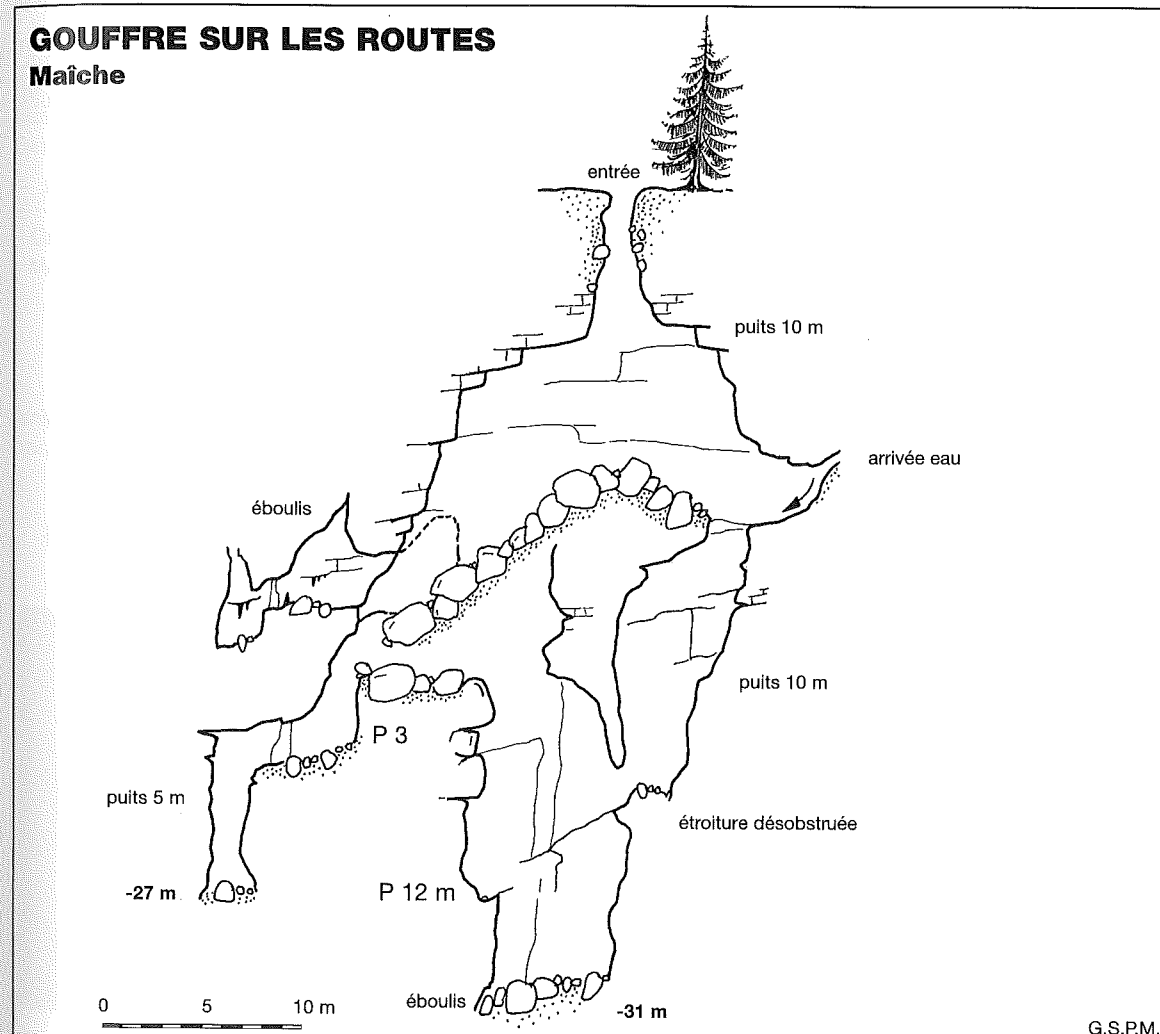 GOUFFRE SUR LES ROUTES
Maîche
entrée
puits 10 m
arrivée eau
éboulis
puits 10 m
P 3
puits 5 m
étroiture désobstruée
-27 m
P 12 m
0 5 10 m
éboulis
-31 m
G.S.P.M.